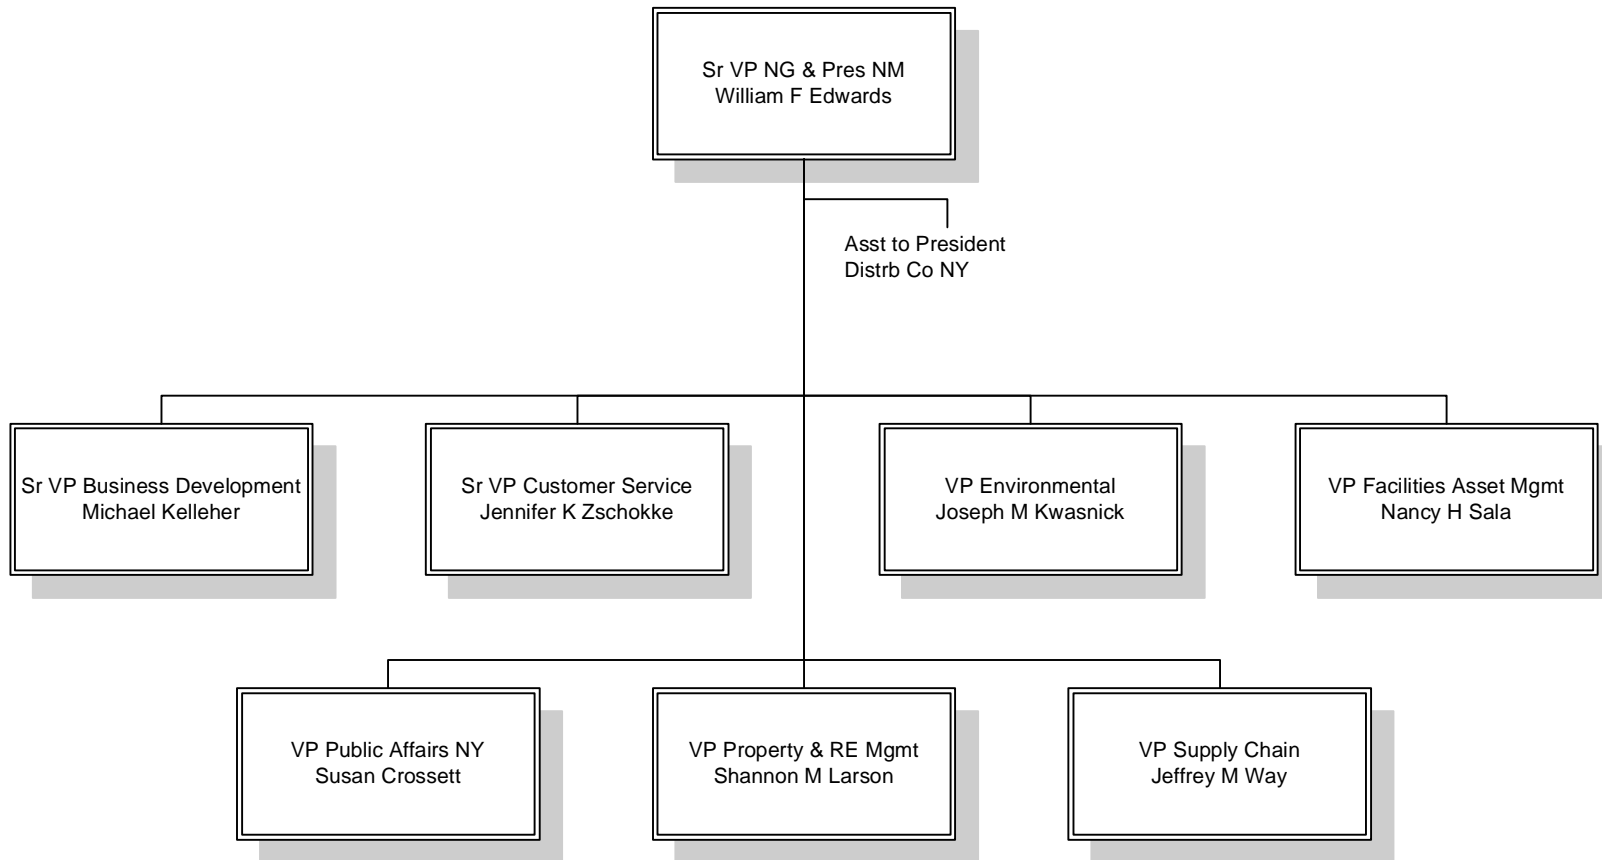 Sr VP NG & Pres NM
William F Edwards
Asst to President
Distrb Co NY
Sr VP Business Development
Michael Kelleher
Sr VP Customer Service
Jennifer K Zschokke
VP Environmental
Joseph M Kwasnick
VP Facilities Asset Mgmt
Nancy H Sala
VP Public Affairs NY
Susan Crossett
VP Property & RE Mgmt
Shannon M Larson
VP Supply Chain
Jeffrey M Way